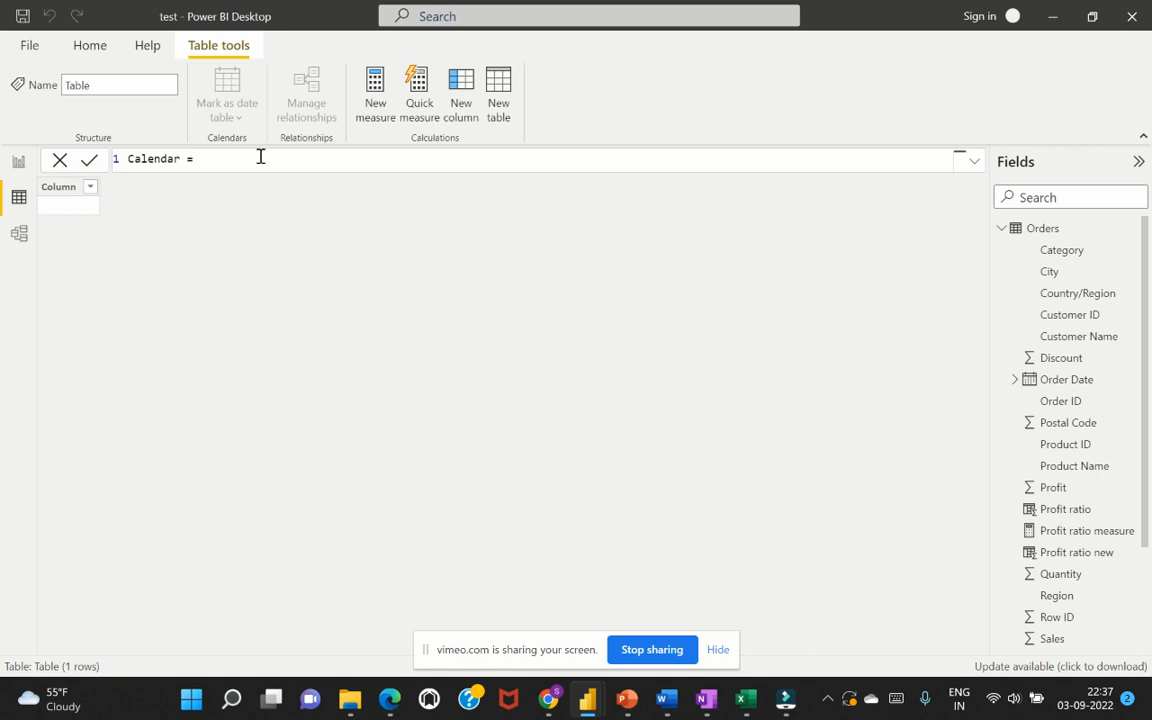 test - Power BI Desktop
Search
Sign in
File
Home
Help
Table tools
Name
Table
Mark as date
table
Manage
relationships
New
measure
Quick
measure
New
column
New
table
Structure
Calendars
Relationships
Calculations
1 Calendar =
Column
Fields
Search
Orders
Category
City
Country/Region
Customer ID
Customer Name
Discount
Order Date
Order ID
Postal Code
Product ID
Product Name
Profit
Profit ratio
Profit ratio measure
Profit ratio new
Quantity
Region
Row ID
Sales
vimeo.com is sharing your screen.
Stop sharing
Hide
Table: Table (1 rows)
Update available (click to download)
55°F
Cloudy
ENG
IN
22:37
03-09-2022
2